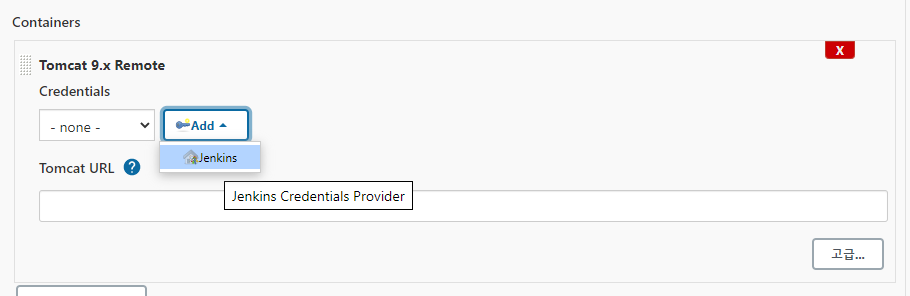 Containers
X
Tomcat 9.x Remote
Credentials
- none -
Add
Jenkins
Tomcat URL ?
Jenkins Credentials Provider
고급...